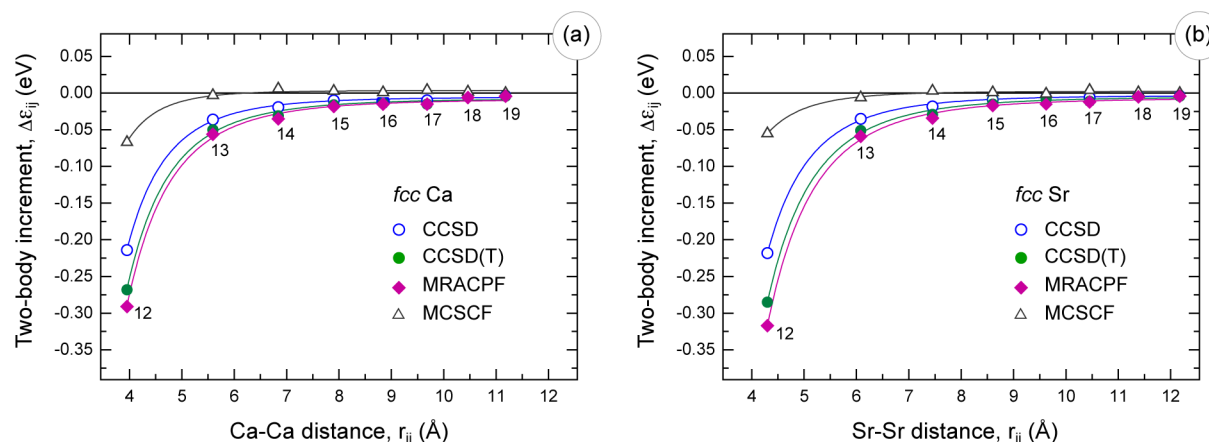 (a)
0.05
0.00
-0.05
-0.10
-0.15
-0.20
-0.25
-0.30
-0.35
Two-body increment, Δεij (eV)
12
13
14
15
16
17
18
19
fcc Ca
CCSD
CCSD(T)
MRACPF
MCSCF
4 5 6 7 8 9 10 11 12
Ca-Ca distance, rij (Å)
(b)
0.05
0.00
-0.05
-0.10
-0.15
-0.20
-0.25
-0.30
-0.35
Two-body increment, Δεij (eV)
12
13
14
15
16
17
18
19
fcc Sr
CCSD
CCSD(T)
MRACPF
MCSCF
4 5 6 7 8 9 10 11 12
Sr-Sr distance, rij (Å)